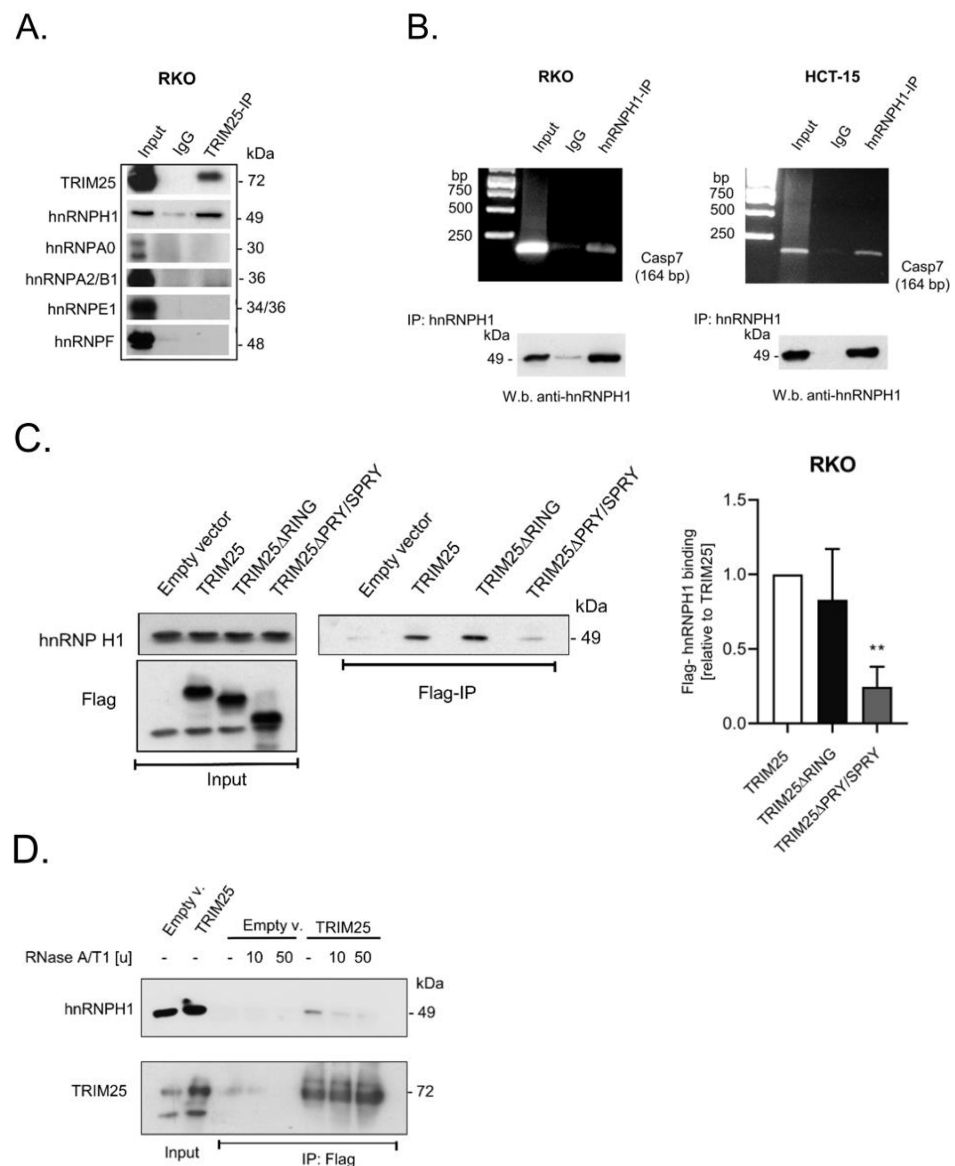 A.
RKO
Input IgG TRIM25-IP
kDa
TRIM25
- 72
hnRNPH1
- 49
hnRNPA0
- 30
hnRNPA2/B1
- 36
hnRNPE1
34/36
hnRNPF
- 48
B.
RKO
Input IgG hnRNPH1-IP
bp
750
500
250
Casp7
(164 bp)
IP: hnRNPH1
kDa
49 -
W.b. anti-hnRNPH1
HCT-15
Input IgG hnRNPH1-IP
bp
750
500
250
Casp7
(164 bp)
IP: hnRNPH1
kDa
49 -
W.b. anti-hnRNPH1
C.
Empty vector TRIM25 TRIM25ΔRING TRIM25ΔPRY/SPRY
hnRNP H1
Flag
Input
Empty vector TRIM25 TRIM25ΔRING TRIM25ΔPRY/SPRY
kDa
- 49
Flag-IP
RKO
Flag- hnRNPH1 binding
[relative to TRIM25]
1.5
1.0
0.5
0.0
**
TRIM25 TRIM25ΔRING TRIM25ΔPRY/SPRY
D.
Empty v. TRIM25
Empty v. TRIM25
RNase A/T1 [u] - - - 10 50 - 10 50
kDa
hnRNPH1
- 49
TRIM25
- 72
Input
IP: Flag